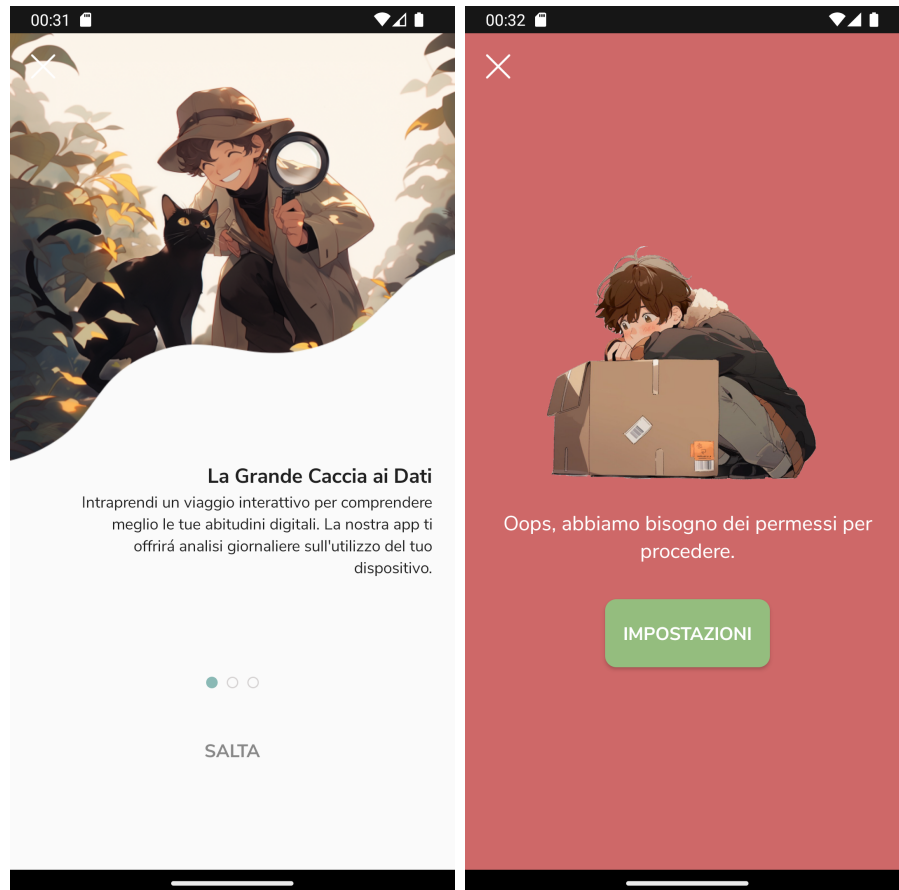 00:31
La Grande Caccia ai Dati
Intraprendi un viaggio interattivo per comprendere
meglio le tue abitudini digitali. La nostra app ti
offrirá analisi giornaliere sull'utilizzo del tuo
dispositivo.
SALTA
00:32
Oops, abbiamo bisogno dei permessi per
procedere.
IMPOSTAZIONI